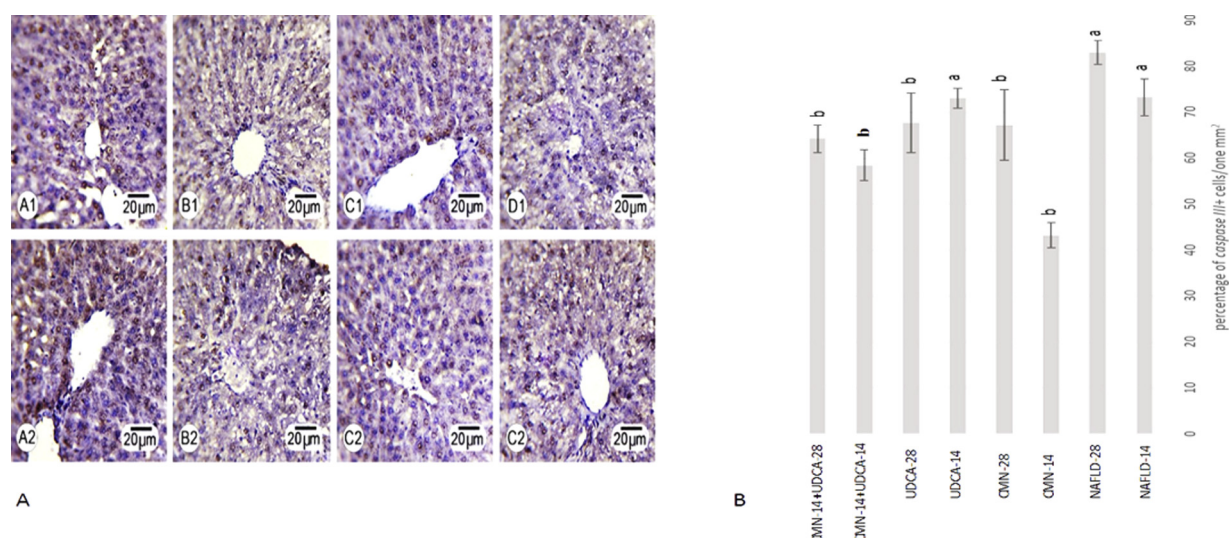 A1 20μm
B1 20μm
C1 20μm
D1 20μm
A2 20μm
B2 20μm
C2 20μm
C2 20μm
A
b
b
b
a
b
b
a
a
CMN-14+UDCA-28
CMN-14+UDCA-14
UDCA-28
UDCA-14
CMN-28
CMN-14
NAFLD-28
NAFLD-14
0
10
20
30
40
50
60
70
80
90
percentage of caspase III+ cells/one mm²
B